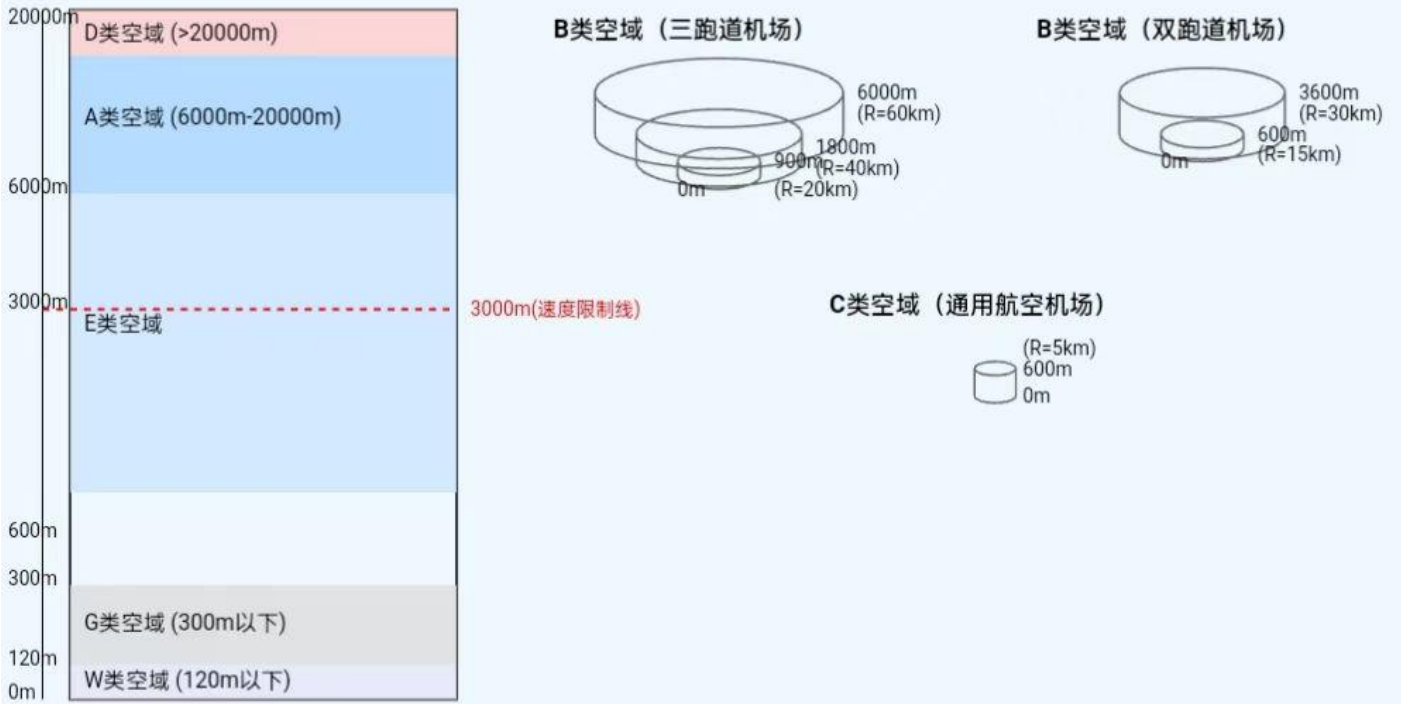 20000m
D类空域 (>20000m)
A类空域 (6000m-20000m)
6000m
3000m
3000m(速度限制线)
E类空域
600m
300m
G类空域 (300m以下)
120m
W类空域 (120m以下)
0m
B类空域（三跑道机场）
6000m
(R=60km)
1800m
(R=40km)
900m
(R=20km)
0m
B类空域（双跑道机场）
3600m
(R=30km)
600m
(R=15km)
0m
C类空域（通用航空机场）
(R=5km)
600m
0m